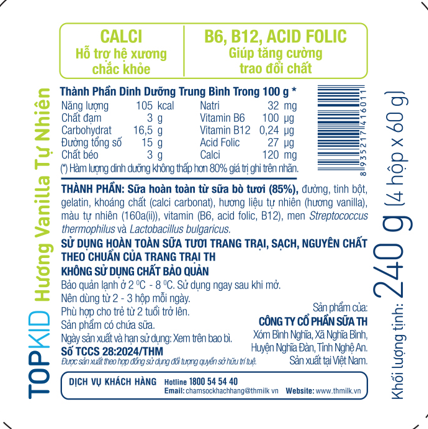 CALCI
Hỗ trợ hệ xương
chắc khỏe
B6, B12, ACID FOLIC
Giúp tăng cường
trao đổi chất
TOPKID Hương Vanilla Tự Nhiên
Thành Phần Dinh Dưỡng Trung Bình Trong 100 g *
Năng lượng 105 kcal Natri 32 mg
Chất đạm 3 g Vitamin B6 100 µg
Carbohydrat 16,5 g Vitamin B12 0,24 µg
Đường tổng số 15 g Acid Folic 27 µg
Chất béo 3 g Calci 120 mg
(*) Hàm lượng dinh dưỡng không thấp hơn 80% giá trị ghi trên nhãn.
8 935217 416011
THÀNH PHẦN: Sữa hoàn toàn từ sữa bò tươi (85%), đường, tinh bột,
gelatin, khoáng chất (calci carbonat), hương liệu tự nhiên (hương vanilla),
màu tự nhiên (160a(ii)), vitamin (B6, acid folic, B12), men Streptococcus
thermophilus và Lactobacillus bulgaricus.
SỬ DỤNG HOÀN TOÀN SỮA TƯƠI TRANG TRẠI, SẠCH, NGUYÊN CHẤT
THEO CHUẨN CỦA TRANG TRẠI TH
KHÔNG SỬ DỤNG CHẤT BẢO QUẢN
Bảo quản lạnh ở 2 ⁰C - 8 ⁰C. Sử dụng ngay sau khi mở.
Nên dùng từ 2 - 3 hộp mỗi ngày.
Phù hợp cho trẻ từ 2 tuổi trở lên.
Sản phẩm có chứa sữa.
Ngày sản xuất và hạn sử dụng: Xem trên bao bì.
Số TCCS 28:2024/THM
Được sản xuất theo hợp đồng sử dụng đối tượng quyền sở hữu trí tuệ.
Sản phẩm của:
CÔNG TY CỔ PHẦN SỮA TH
Xóm Bình Nghĩa, Xã Nghĩa Bình,
Huyện Nghĩa Đàn, Tỉnh Nghệ An.
Sản xuất tại Việt Nam.
Khối lượng tịnh: 240 g (4 hộp x 60 g)
DỊCH VỤ KHÁCH HÀNG Hotline 1800 54 54 40
Email: chamsockhachhang@thmilk.vn Website: www.thmilk.vn